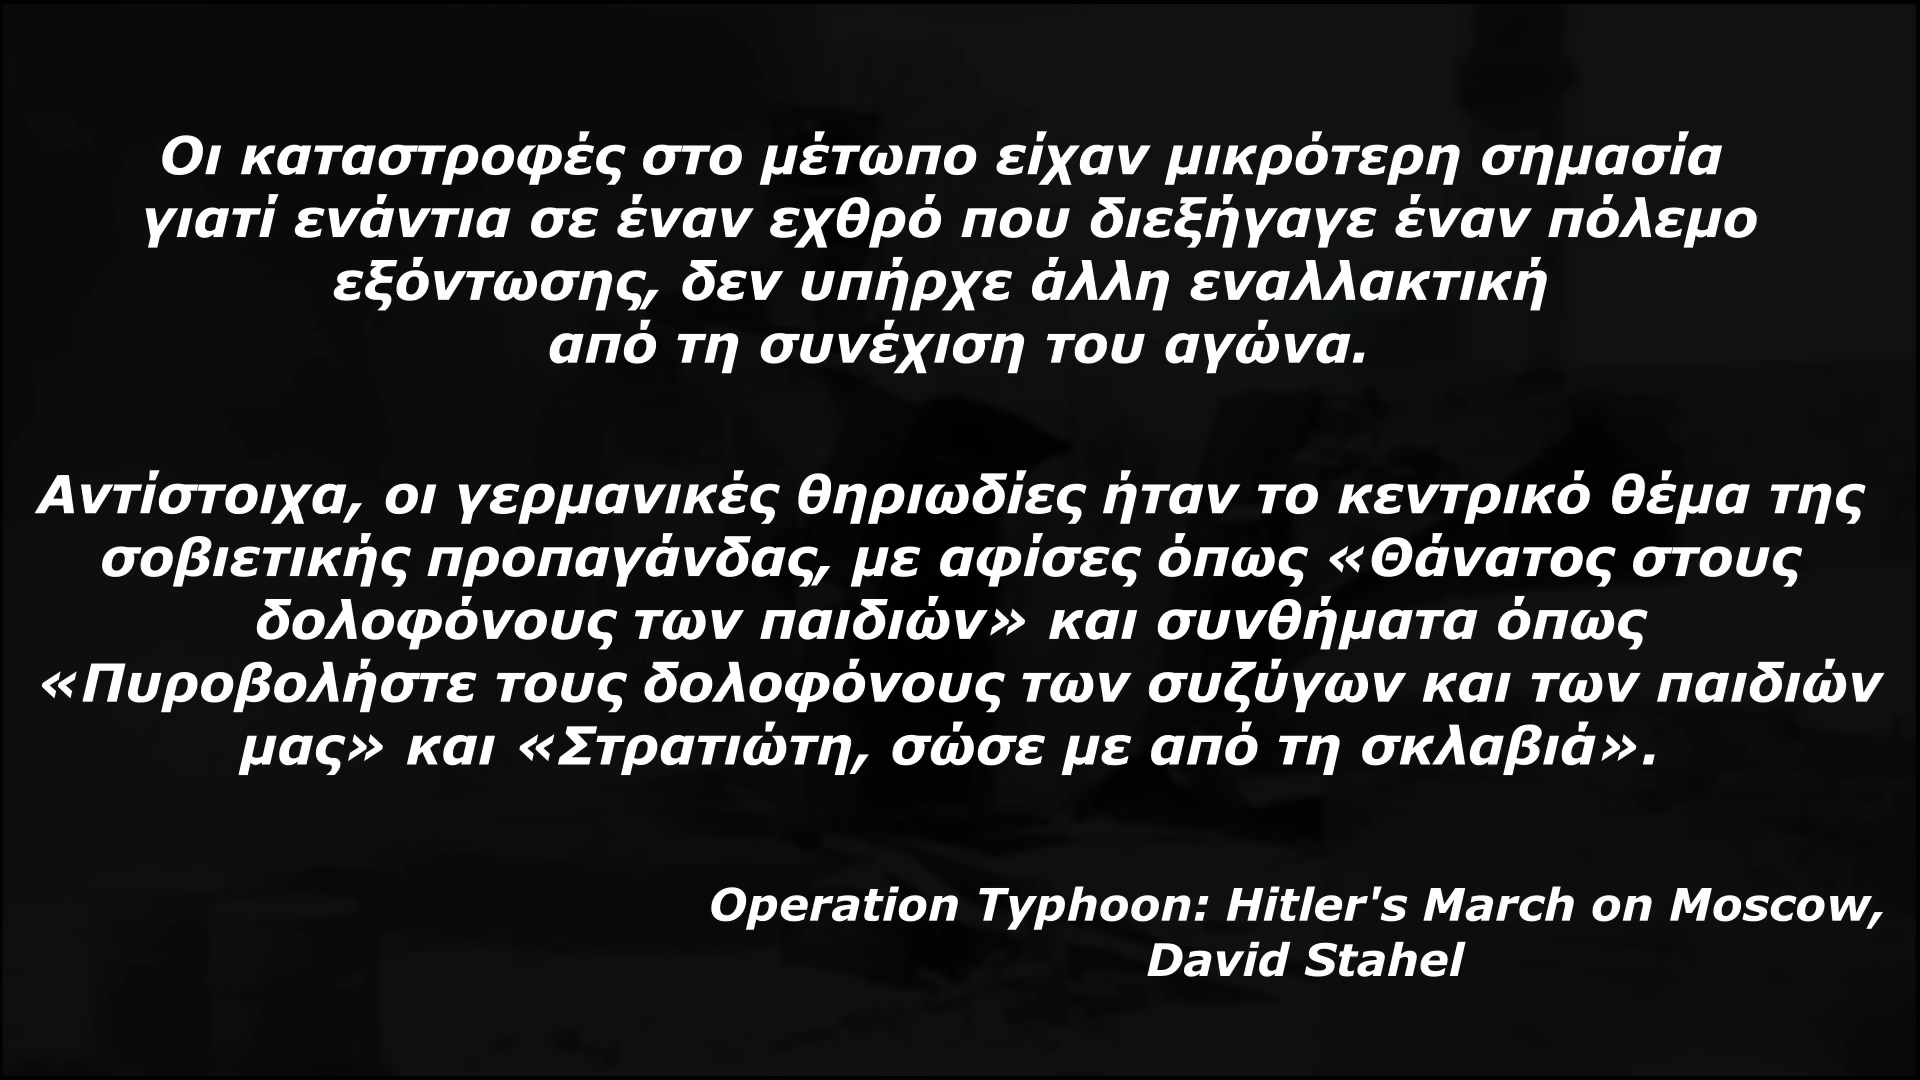 Οι καταστροφές στο μέτωπο είχαν μικρότερη σημασία
γιατί ενάντια σε έναν εχθρό που διεξήγαγε έναν πόλεμο
εξόντωσης, δεν υπήρχε άλλη εναλλακτική
από τη συνέχιση του αγώνα.
Αντίστοιχα, οι γερμανικές θηριωδίες ήταν το κεντρικό θέμα της
σοβιετικής προπαγάνδας, με αφίσες όπως «Θάνατος στους
δολοφόνους των παιδιών» και συνθήματα όπως
«Πυροβολήστε τους δολοφόνους των συζύγων και των παιδιών
μας» και «Στρατιώτη, σώσε με από τη σκλαβιά».
Operation Typhoon: Hitler's March on Moscow,
David Stahel